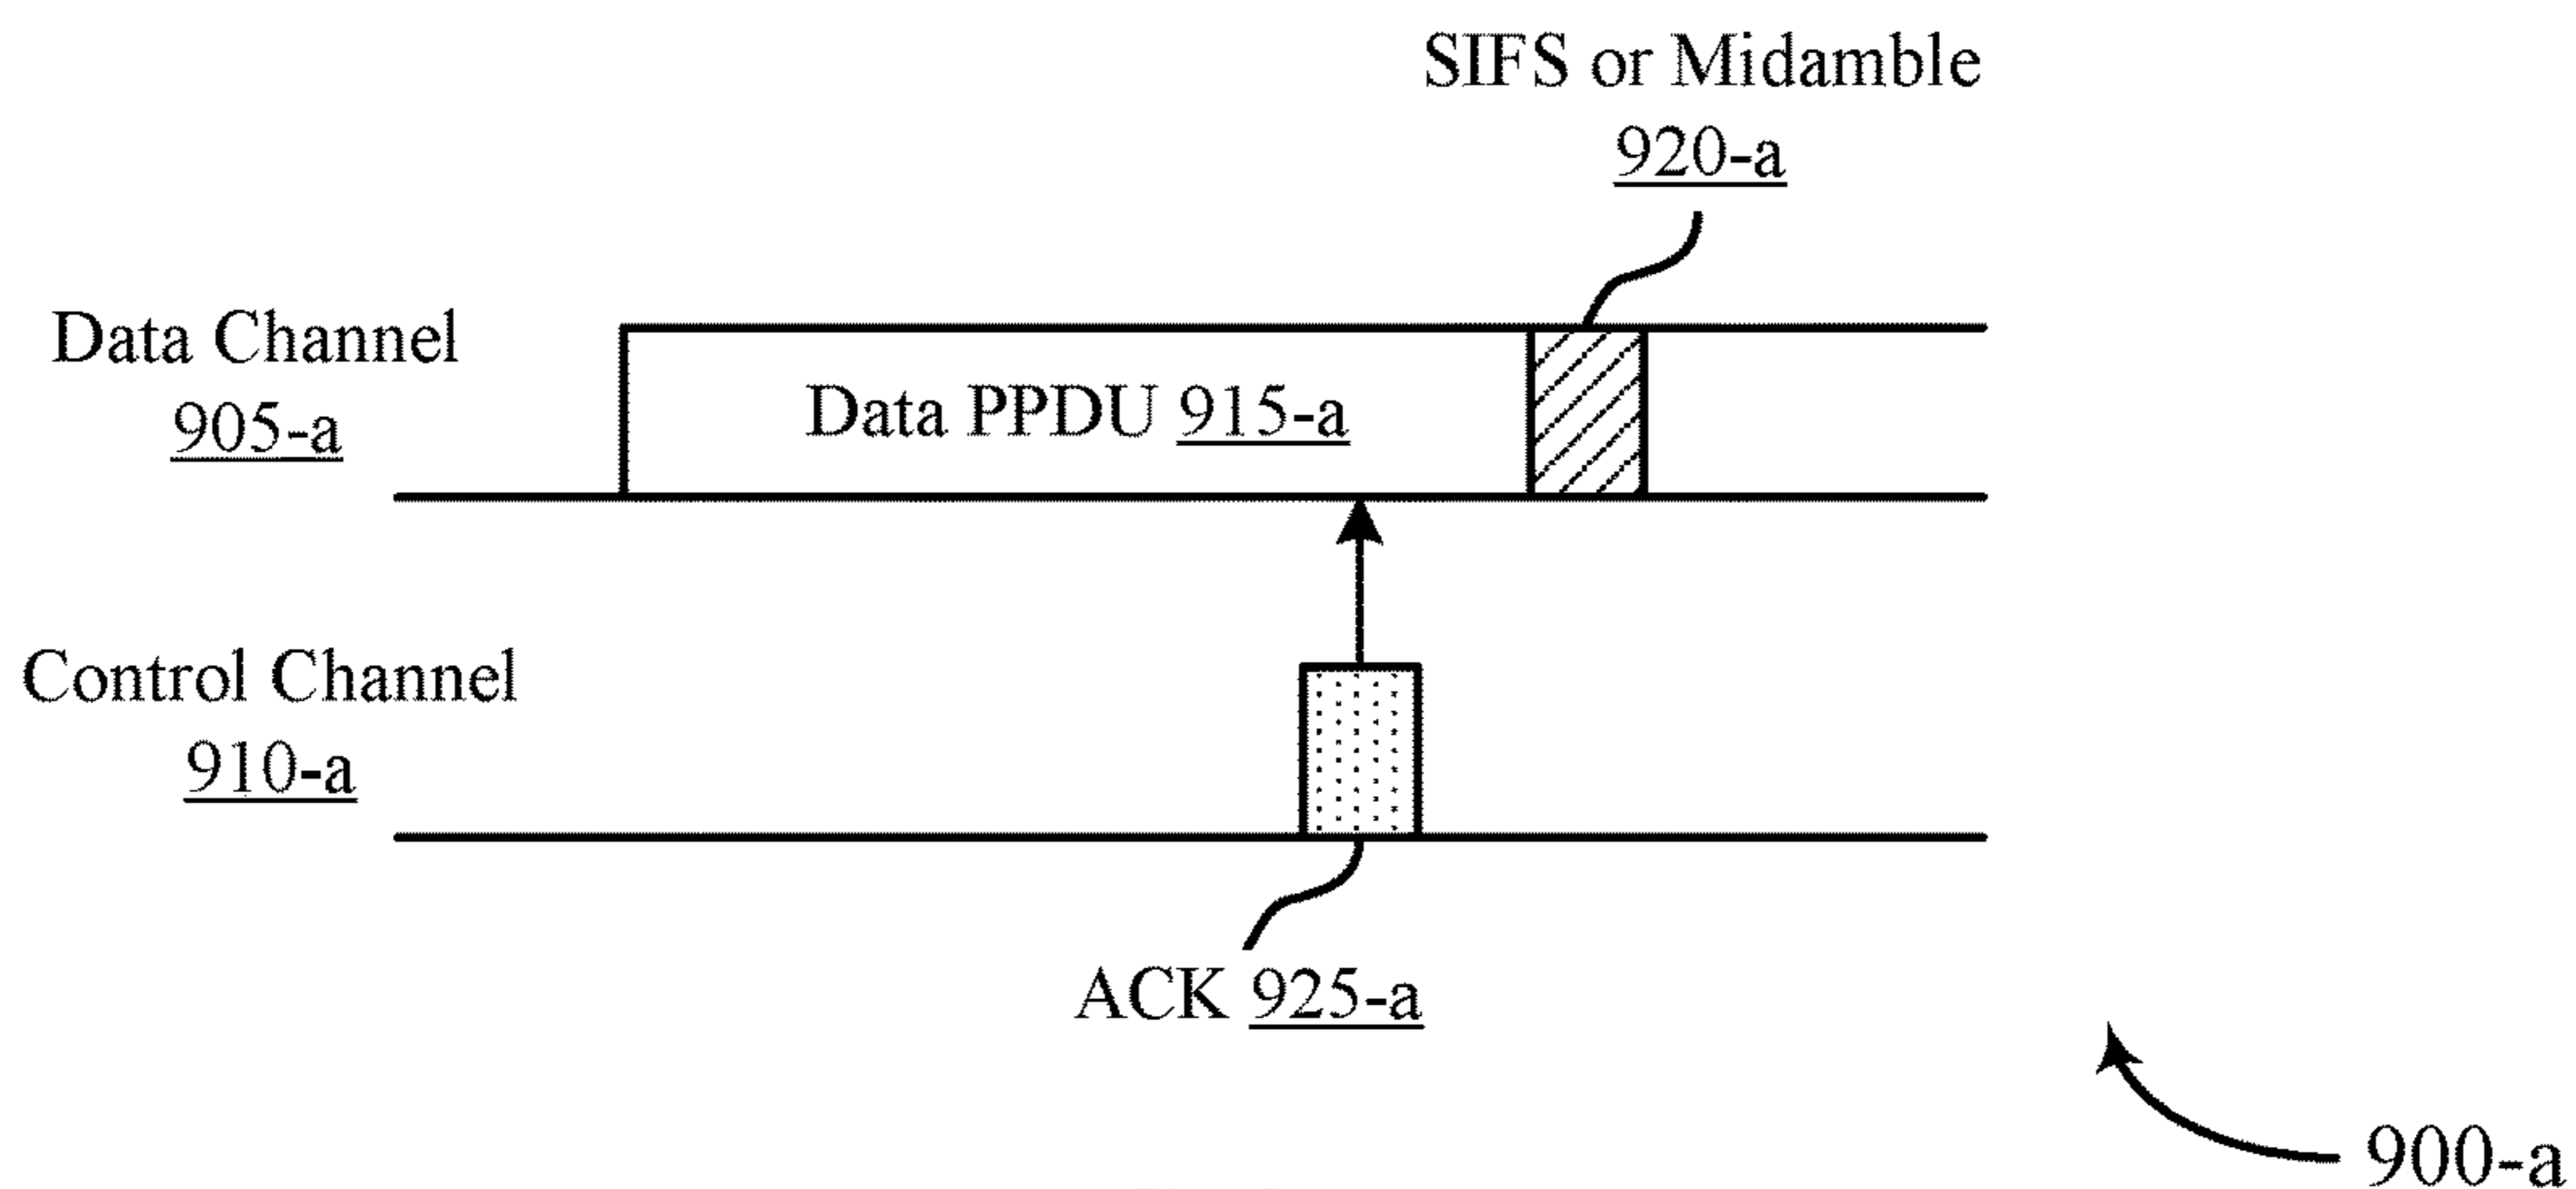 SIFS or Midamble
920-a
Data Channel
905-a
Data PPDU 915-a
Control Channel
910-a
ACK 925-a
900-a